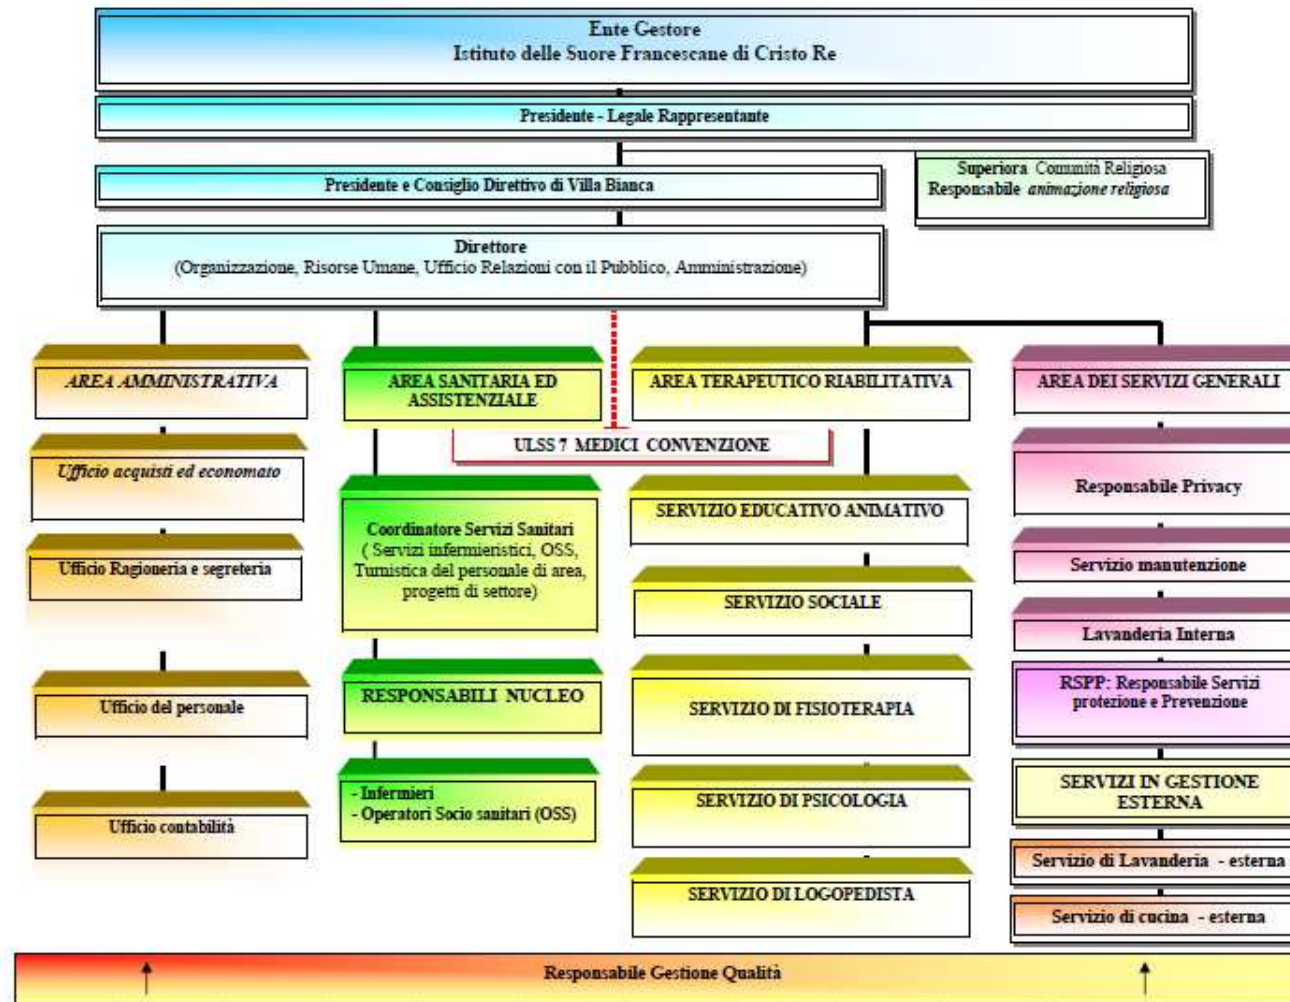 Ente Gestore
Istituto delle Suore Francescane di Cristo Re
Presidente - Legale Rappresentante
Presidente e Consiglio Direttivo di Villa Bianca
Superiora Comunità Religiosa
Responsabile animazione religiosa
Direttore
(Organizzazione, Risorse Umane, Ufficio Relazioni con il Pubblico, Amministrazione)
AREA AMMINISTRATIVA
Ufficio acquisti ed economato
Ufficio Ragioneria e segreteria
Ufficio del personale
Ufficio contabilità
AREA SANITARIA ED
ASSISTENZIALE
ULSS 7 MEDICI CONVENZIONE
Coordinatore Servizi Sanitari
( Servizi infermieristici, OSS,
Turnistica del personale di area,
progetti di settore)
RESPONSABILI NUCLEO
- Infermieri
- Operatori Socio sanitari (OSS)
AREA TERAPEUTICO RIABILITATIVA
SERVIZIO EDUCATIVO ANIMATIVO
SERVIZIO SOCIALE
SERVIZIO DI FISIOTERAPIA
SERVIZIO DI PSICOLOGIA
SERVIZIO DI LOGOPEDISTA
AREA DEI SERVIZI GENERALI
Responsabile Privacy
Servizio manutenzione
Lavanderia Interna
RSPP: Responsabile Servizi
protezione e Prevenzione
SERVIZI IN GESTIONE
ESTERNA
Servizio di Lavanderia - esterna
Servizio di cucina - esterna
Responsabile Gestione Qualità